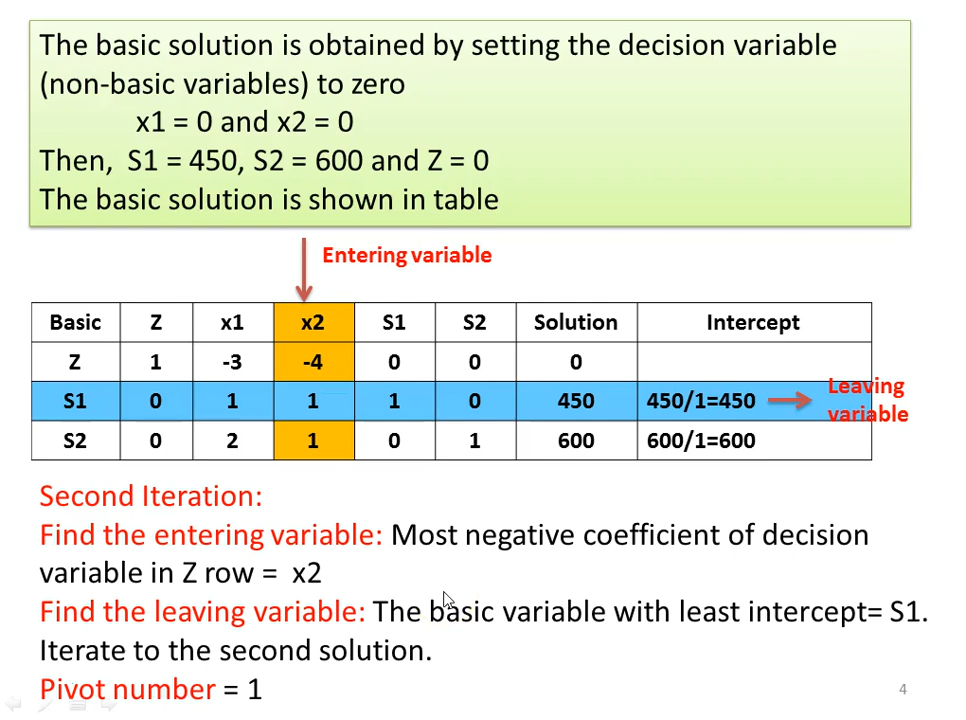 The basic solution is obtained by setting the decision variable
(non-basic variables) to zero
x1 = 0 and x2 = 0
Then,  S1 = 450, S2 = 600 and Z = 0
The basic solution is shown in table
Entering variable
Basic Z x1 x2 S1 S2 Solution Intercept
Z 1 -3 -4 0 0 0
S1 0 1 1 1 0 450 450/1=450
Leaving
variable
S2 0 2 1 0 1 600 600/1=600
Second Iteration:
Find the entering variable: Most negative coefficient of decision
variable in Z row =  x2
Find the leaving variable: The basic variable with least intercept= S1.
Iterate to the second solution.
Pivot number = 1
4